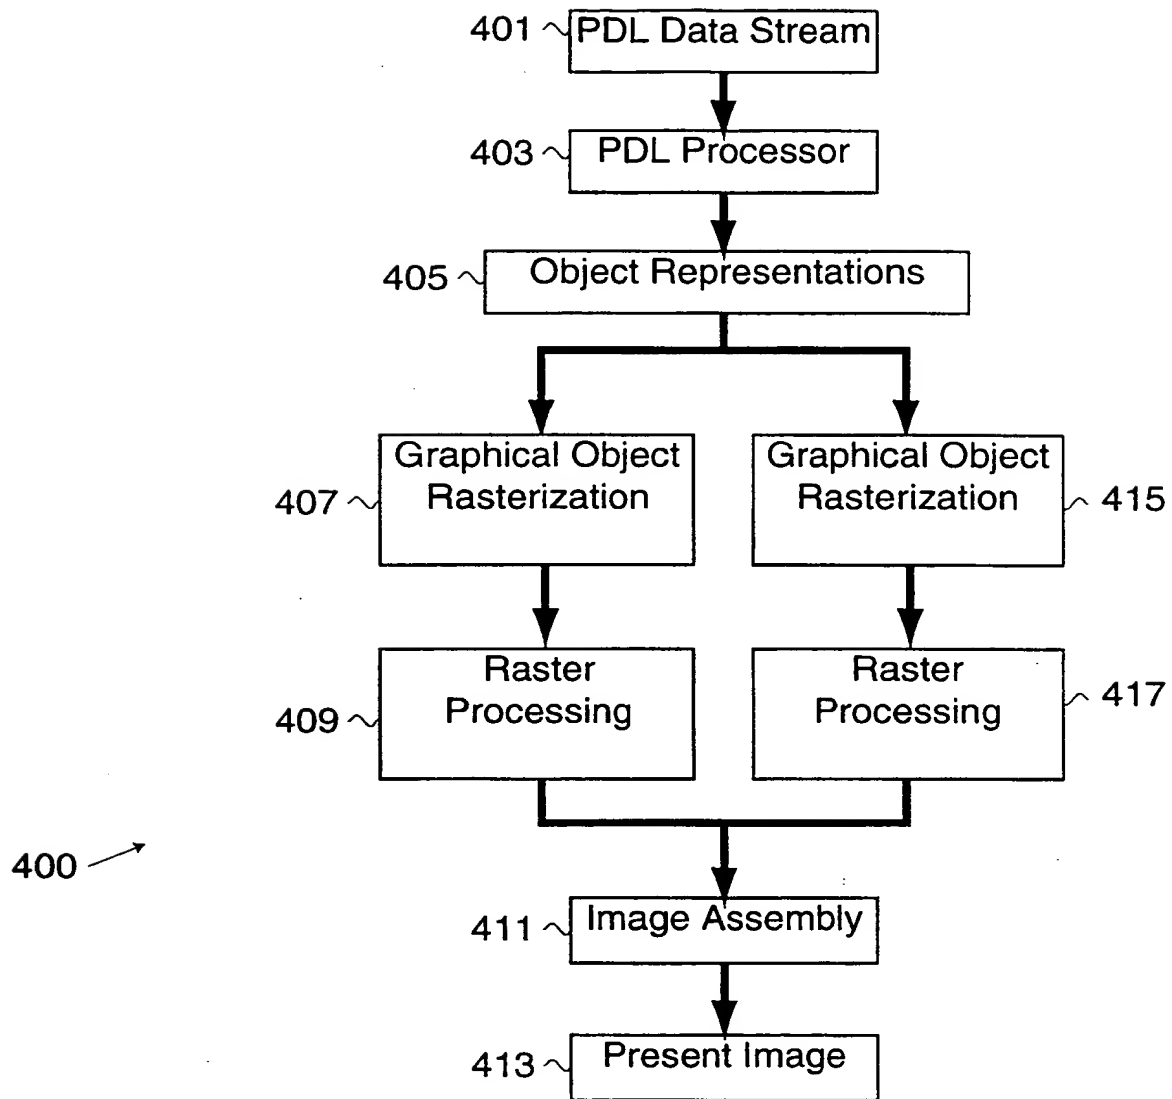 401 PDL Data Stream
403 PDL Processor
405 Object Representations
Graphical Object
Rasterization
407
Graphical Object
Rasterization
415
Raster
Processing
409
Raster
Processing
417
400
411 Image Assembly
413 Present Image